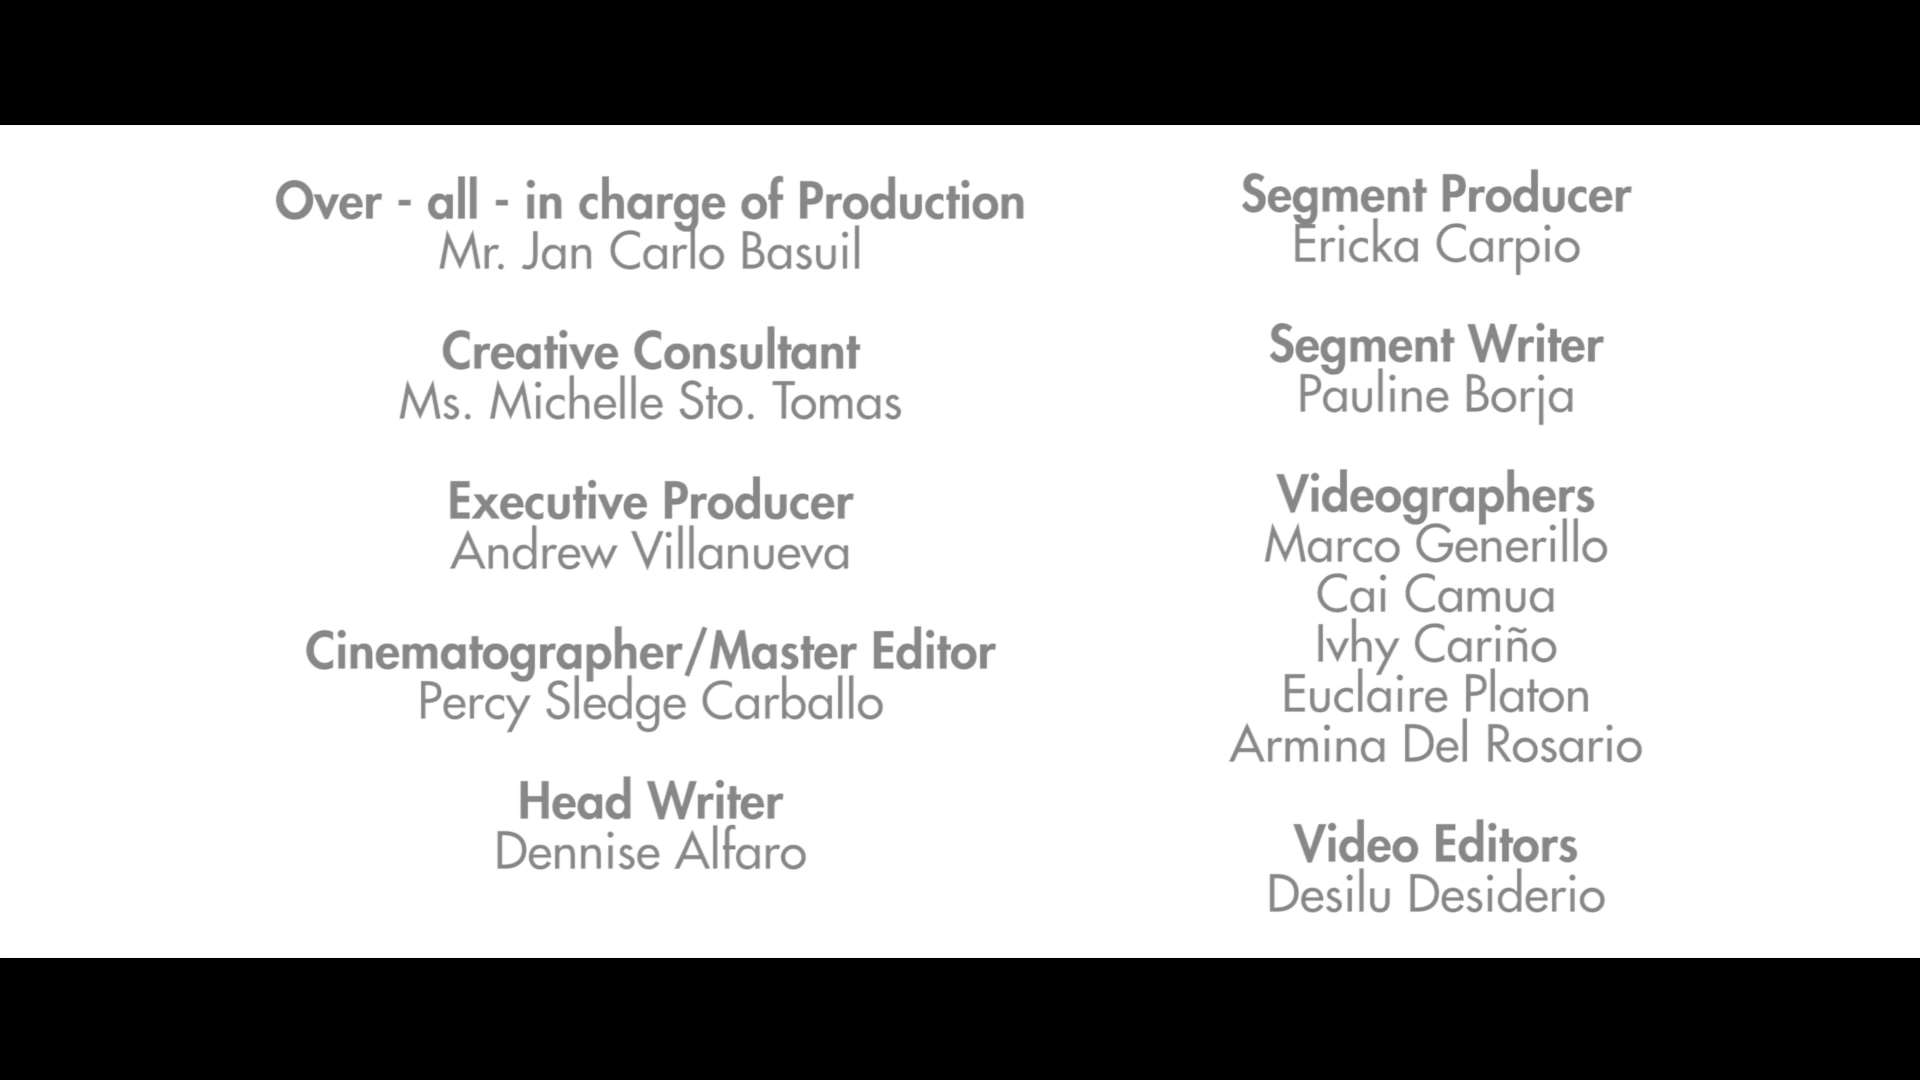 Over - all - in charge of Production
Mr. Jan Carlo Basuil
Creative Consultant
Ms. Michelle Sto. Tomas
Executive Producer
Andrew Villanueva
Cinematographer/Master Editor
Percy Sledge Carballo
Head Writer
Dennise Alfaro
Segment Producer
Ericka Carpio
Segment Writer
Pauline Borja
Videographers
Marco Generillo
Cai Camua
Ivhy Cariño
Euclaire Platon
Armina Del Rosario
Video Editors
Desilu Desiderio